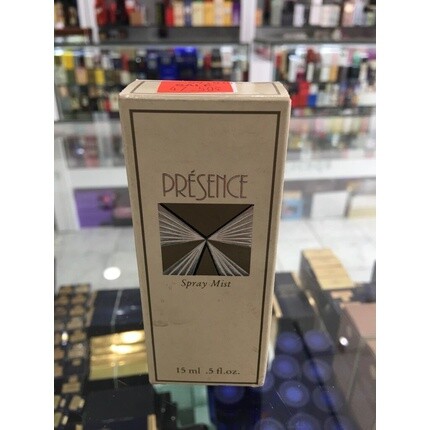 PRÉSENCE
Spray Mist
15 ml .5 fl.oz.